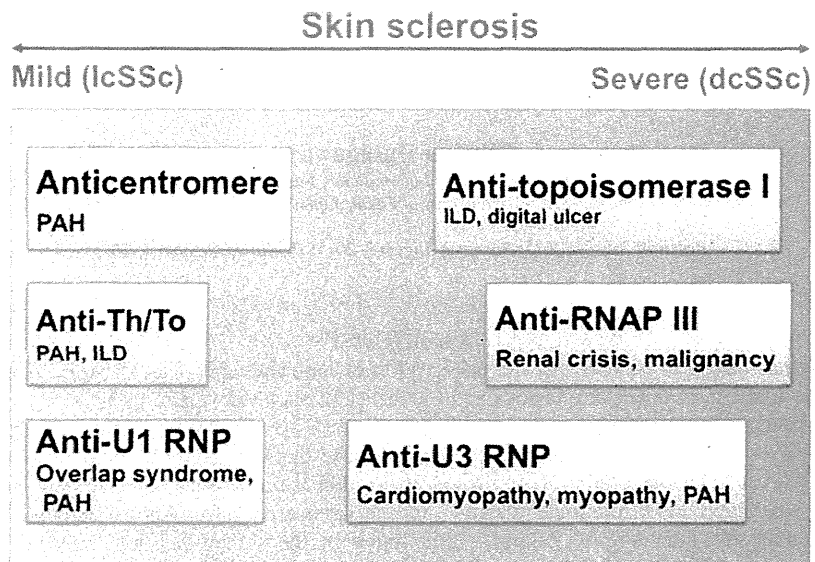 Skin sclerosis
Mild (lcSSc)
Severe (dcSSc)
Anticentromere
PAH
Anti-topoisomerase I
ILD, digital ulcer
Anti-Th/To
PAH, ILD
Anti-RNAP III
Renal crisis, malignancy
Anti-U1 RNP
Overlap syndrome,
PAH
Anti-U3 RNP
Cardiomyopathy, myopathy, PAH